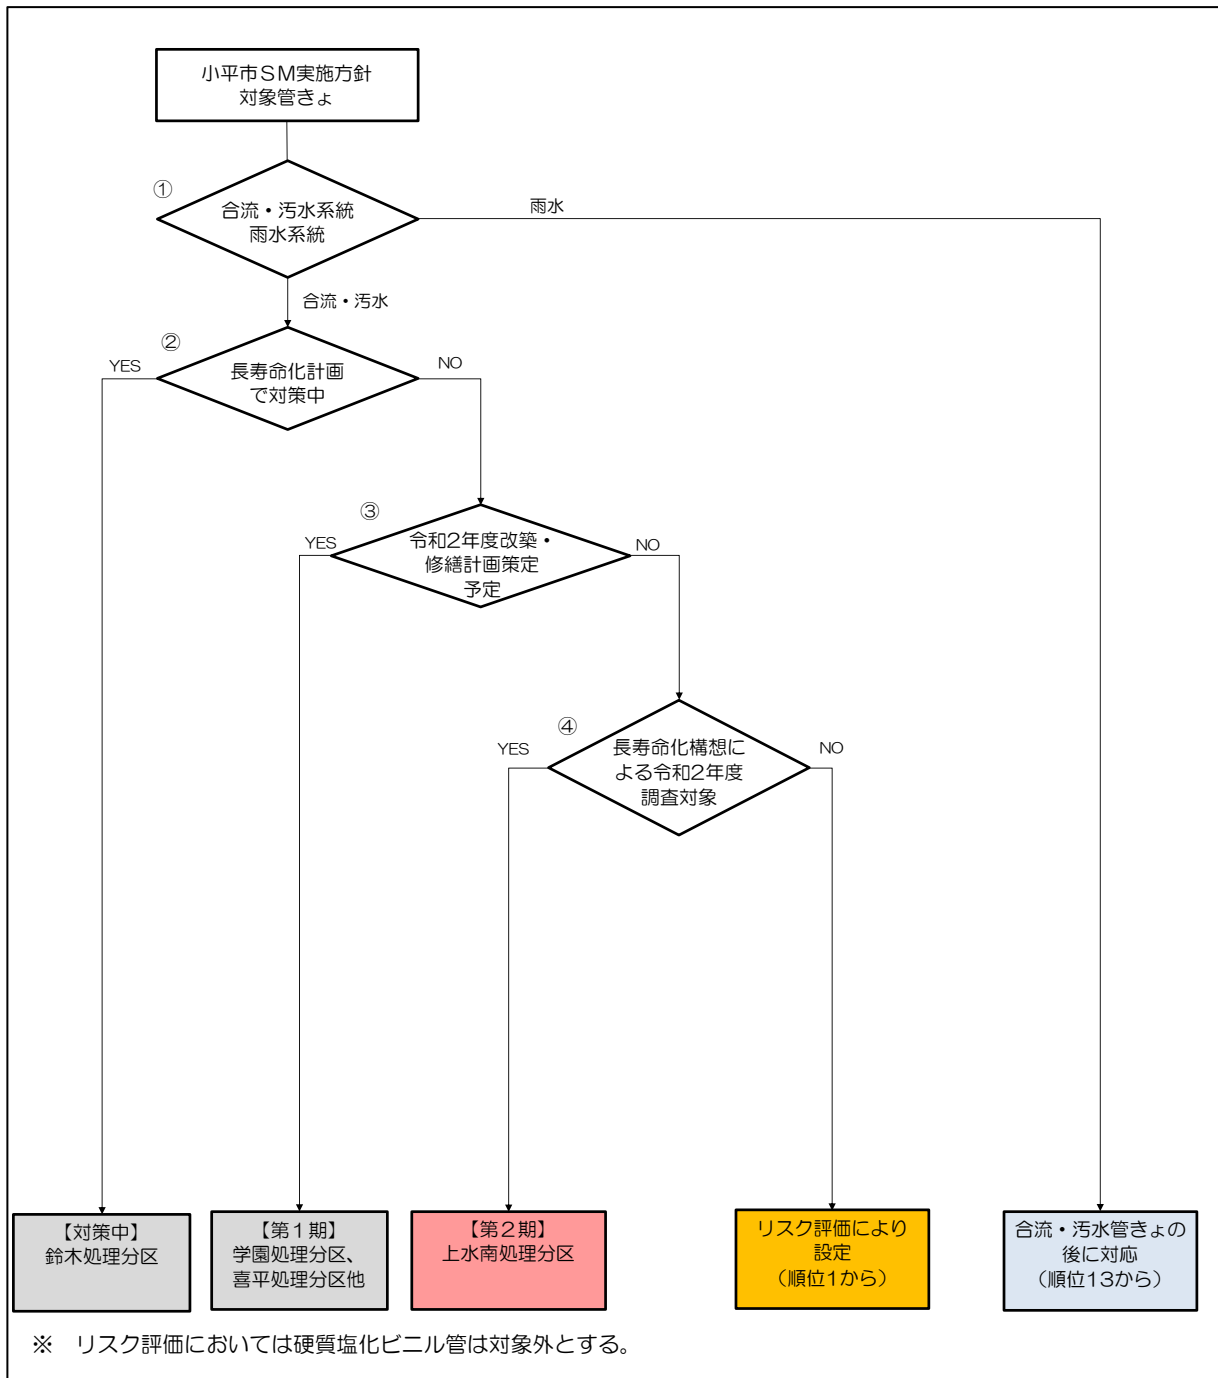 小平市SM実施方針
対象管きょ
①
合流・汚水系統
雨水系統
雨水
合流・汚水
②
長寿命化計画
で対策中
YES
NO
③
令和2年度改築・
修繕計画策定
予定
YES
NO
④
長寿命化構想に
よる令和2年度
調査対象
YES
NO
【対策中】
鈴木処理分区
【第1期】
学園処理分区、
喜平処理分区他
【第2期】
上水南処理分区
リスク評価により
設定
(順位1から)
合流・汚水管きょの
後に対応
(順位13から)
※ リスク評価においては硬質塩化ビニル管は対象外とする。